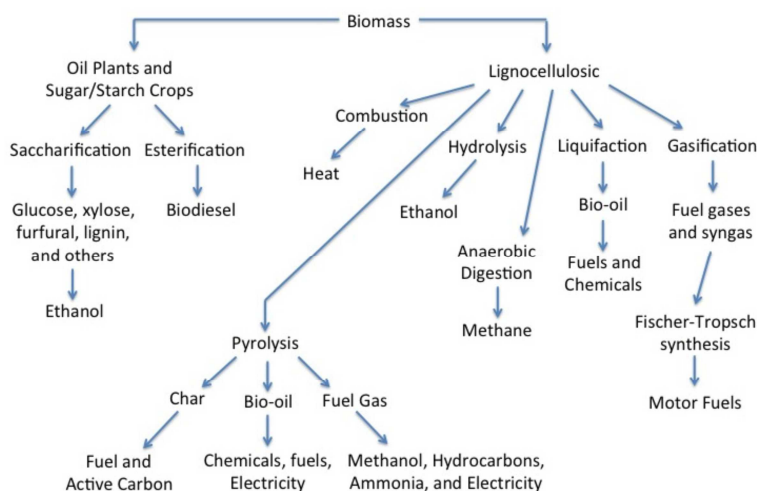 Biomass
Oil Plants and
Sugar/Starch Crops
Lignocellulosic
Combustion
Saccharification
Esterification
Hydrolysis
Liquifaction
Gasification
Heat
Glucose, xylose,
furfural, lignin,
and others
Biodiesel
Ethanol
Bio-oil
Fuel gases
and syngas
Anaerobic
Digestion
Fuels and
Chemicals
Ethanol
Methane
Fischer-Tropsch
synthesis
Pyrolysis
Motor Fuels
Char
Bio-oil
Fuel Gas
Fuel and
Active Carbon
Chemicals, fuels,
Electricity
Methanol, Hydrocarbons,
Ammonia, and Electricity